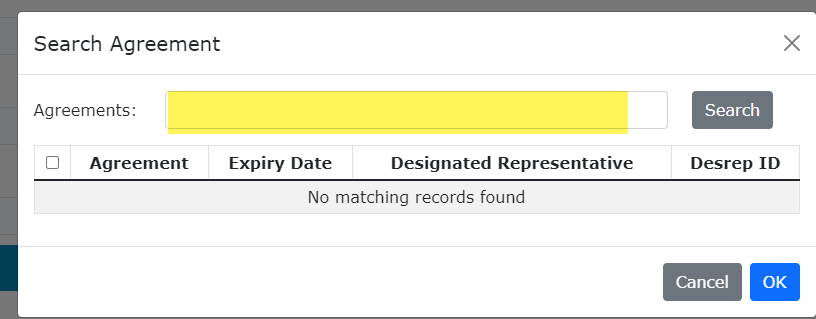 Search Agreement
Agreements:
Search
Agreement Expiry Date Designated Representative Desrep ID
No matching records found
Cancel OK